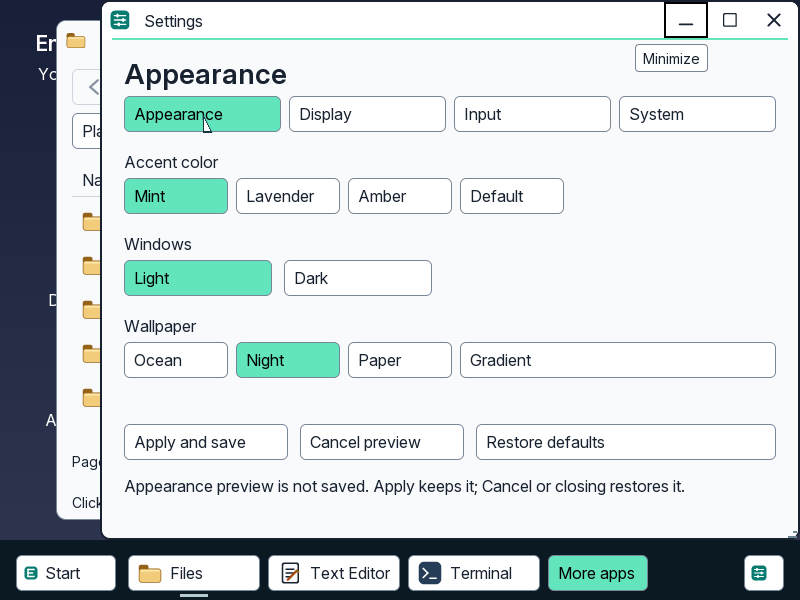 Settings
Minimize
Appearance
Appearance Display Input System
Accent color
Mint Lavender Amber Default
Windows
Light Dark
Wallpaper
Ocean Night Paper Gradient
Apply and save Cancel preview Restore defaults
Appearance preview is not saved. Apply keeps it; Cancel or closing restores it.
Page
Click
Start Files Text Editor Terminal More apps